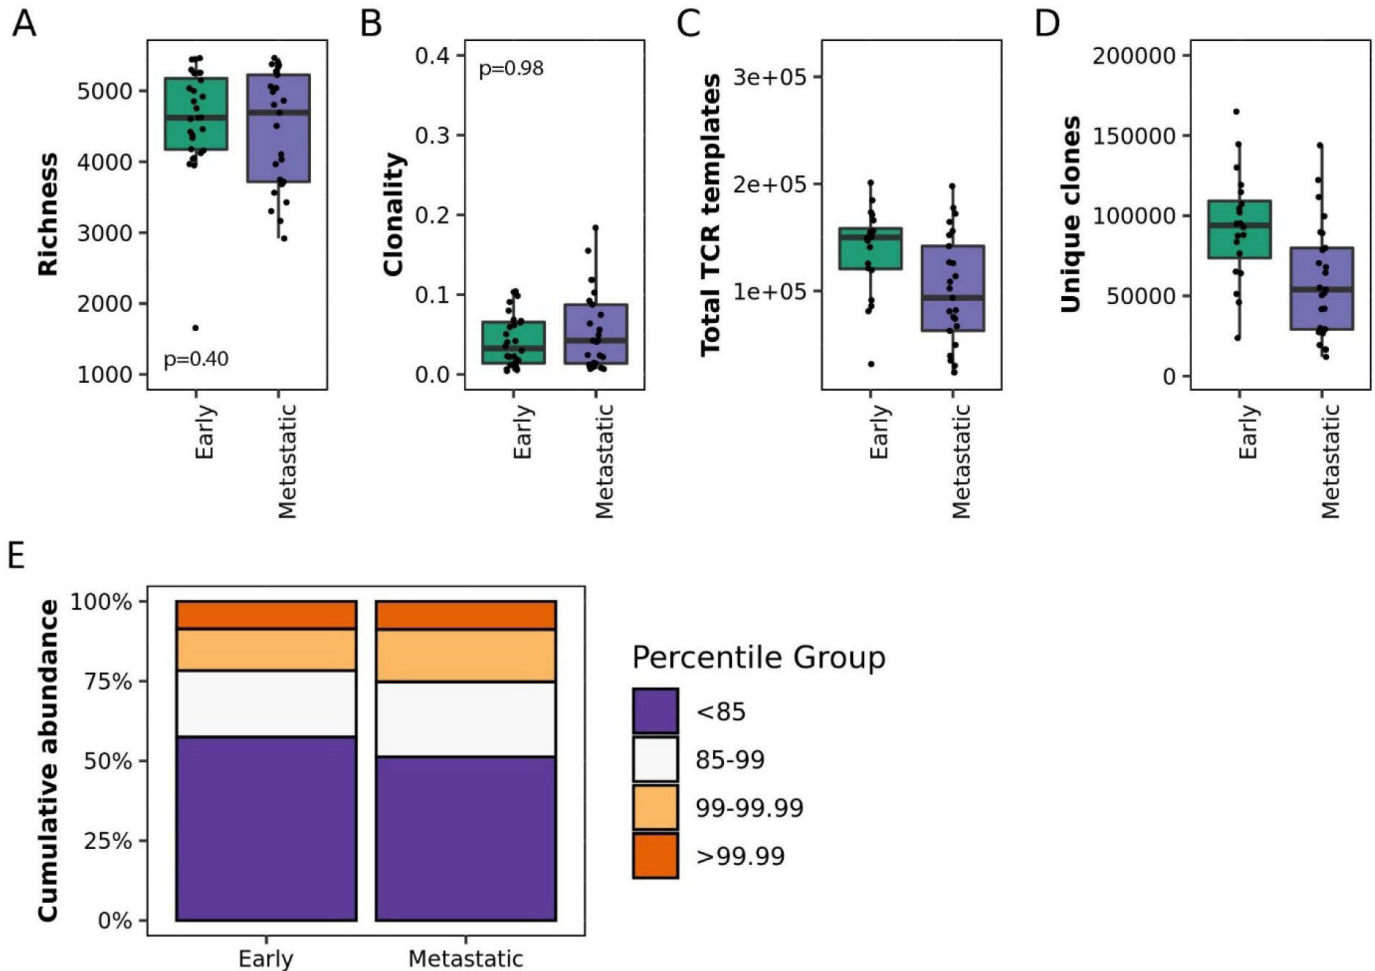 A
B
C
D
Richness
5000
4000
3000
2000
1000
p=0.40
Early
Metastatic
Clonality
0.4
0.3
0.2
0.1
0.0
p=0.98
Early
Metastatic
Total TCR templates
3e+05
2e+05
1e+05
Early
Metastatic
Unique clones
200000
150000
100000
50000
0
Early
Metastatic
E
Cumulative abundance
100%
75%
50%
25%
0%
Early
Metastatic
Percentile Group
<85
85-99
99-99.99
>99.99